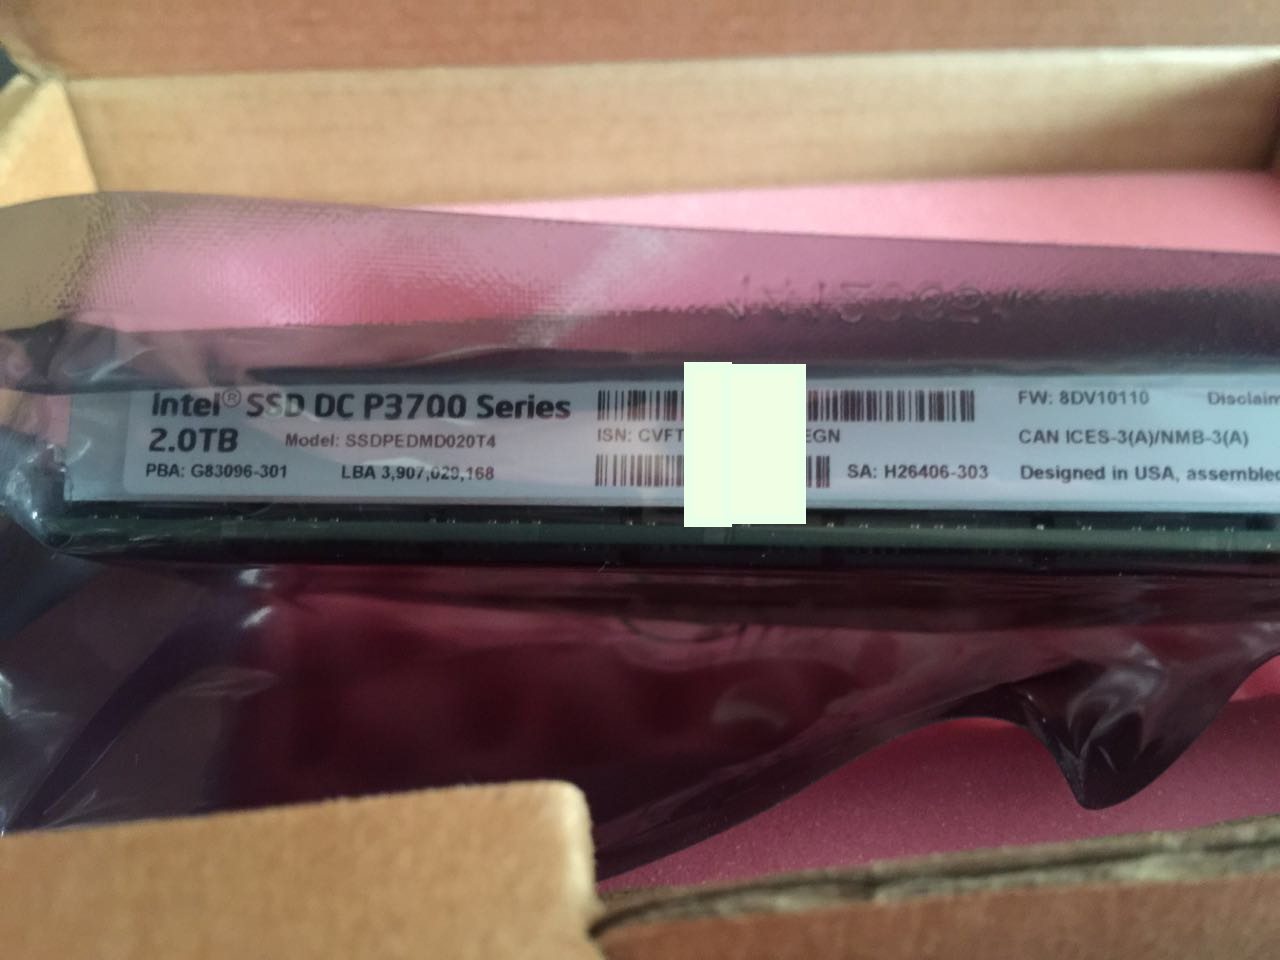 Intel® SSD DC P3700 Series
2.0TB Model: SSDPEDMD020T4
PBA: G83096-301 LBA 3,907,029,168
ISN: CVFT EGN
SA: H26406-303
FW: 8DV10110 Disclaim
CAN ICES-3(A)/NMB-3(A)
Designed in USA, assembled